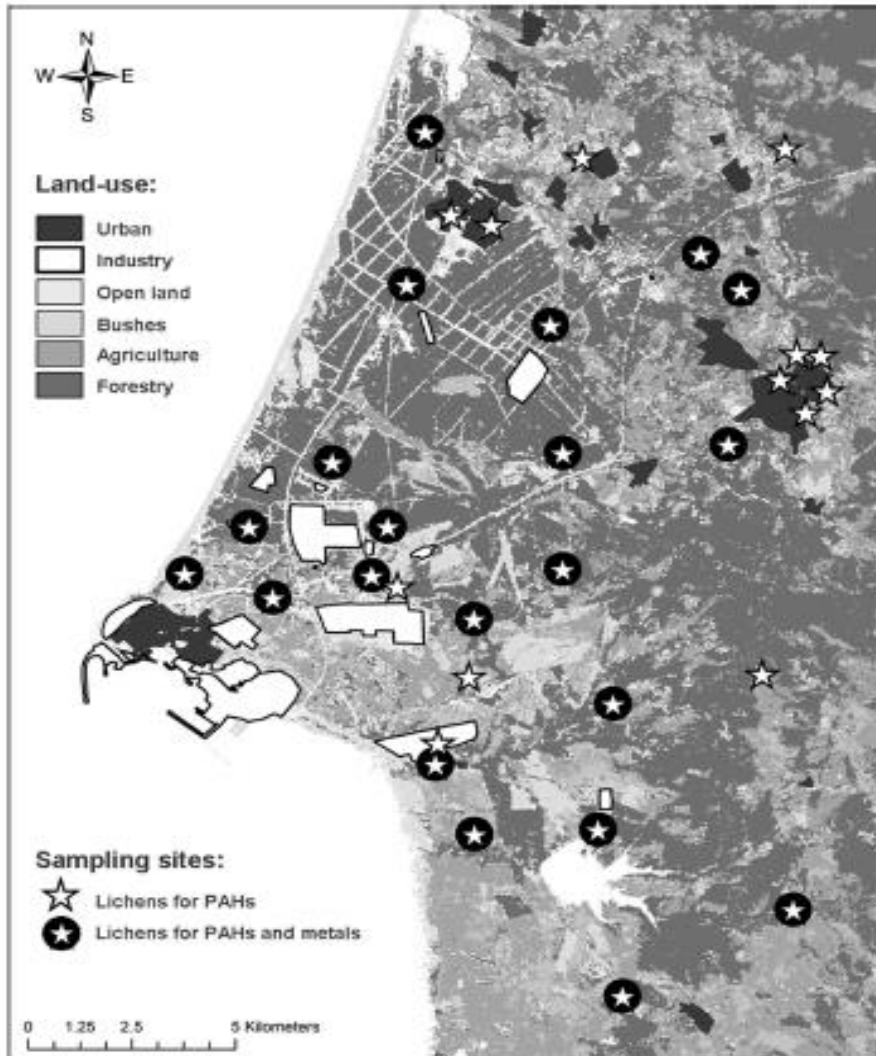 N
W E
S
Land-use:
Urban
Industry
Open land
Bushes
Agriculture
Forestry
Sampling sites:
Lichens for PAHs
Lichens for PAHs and metals
0 1.25 2.5 5 Kilometers